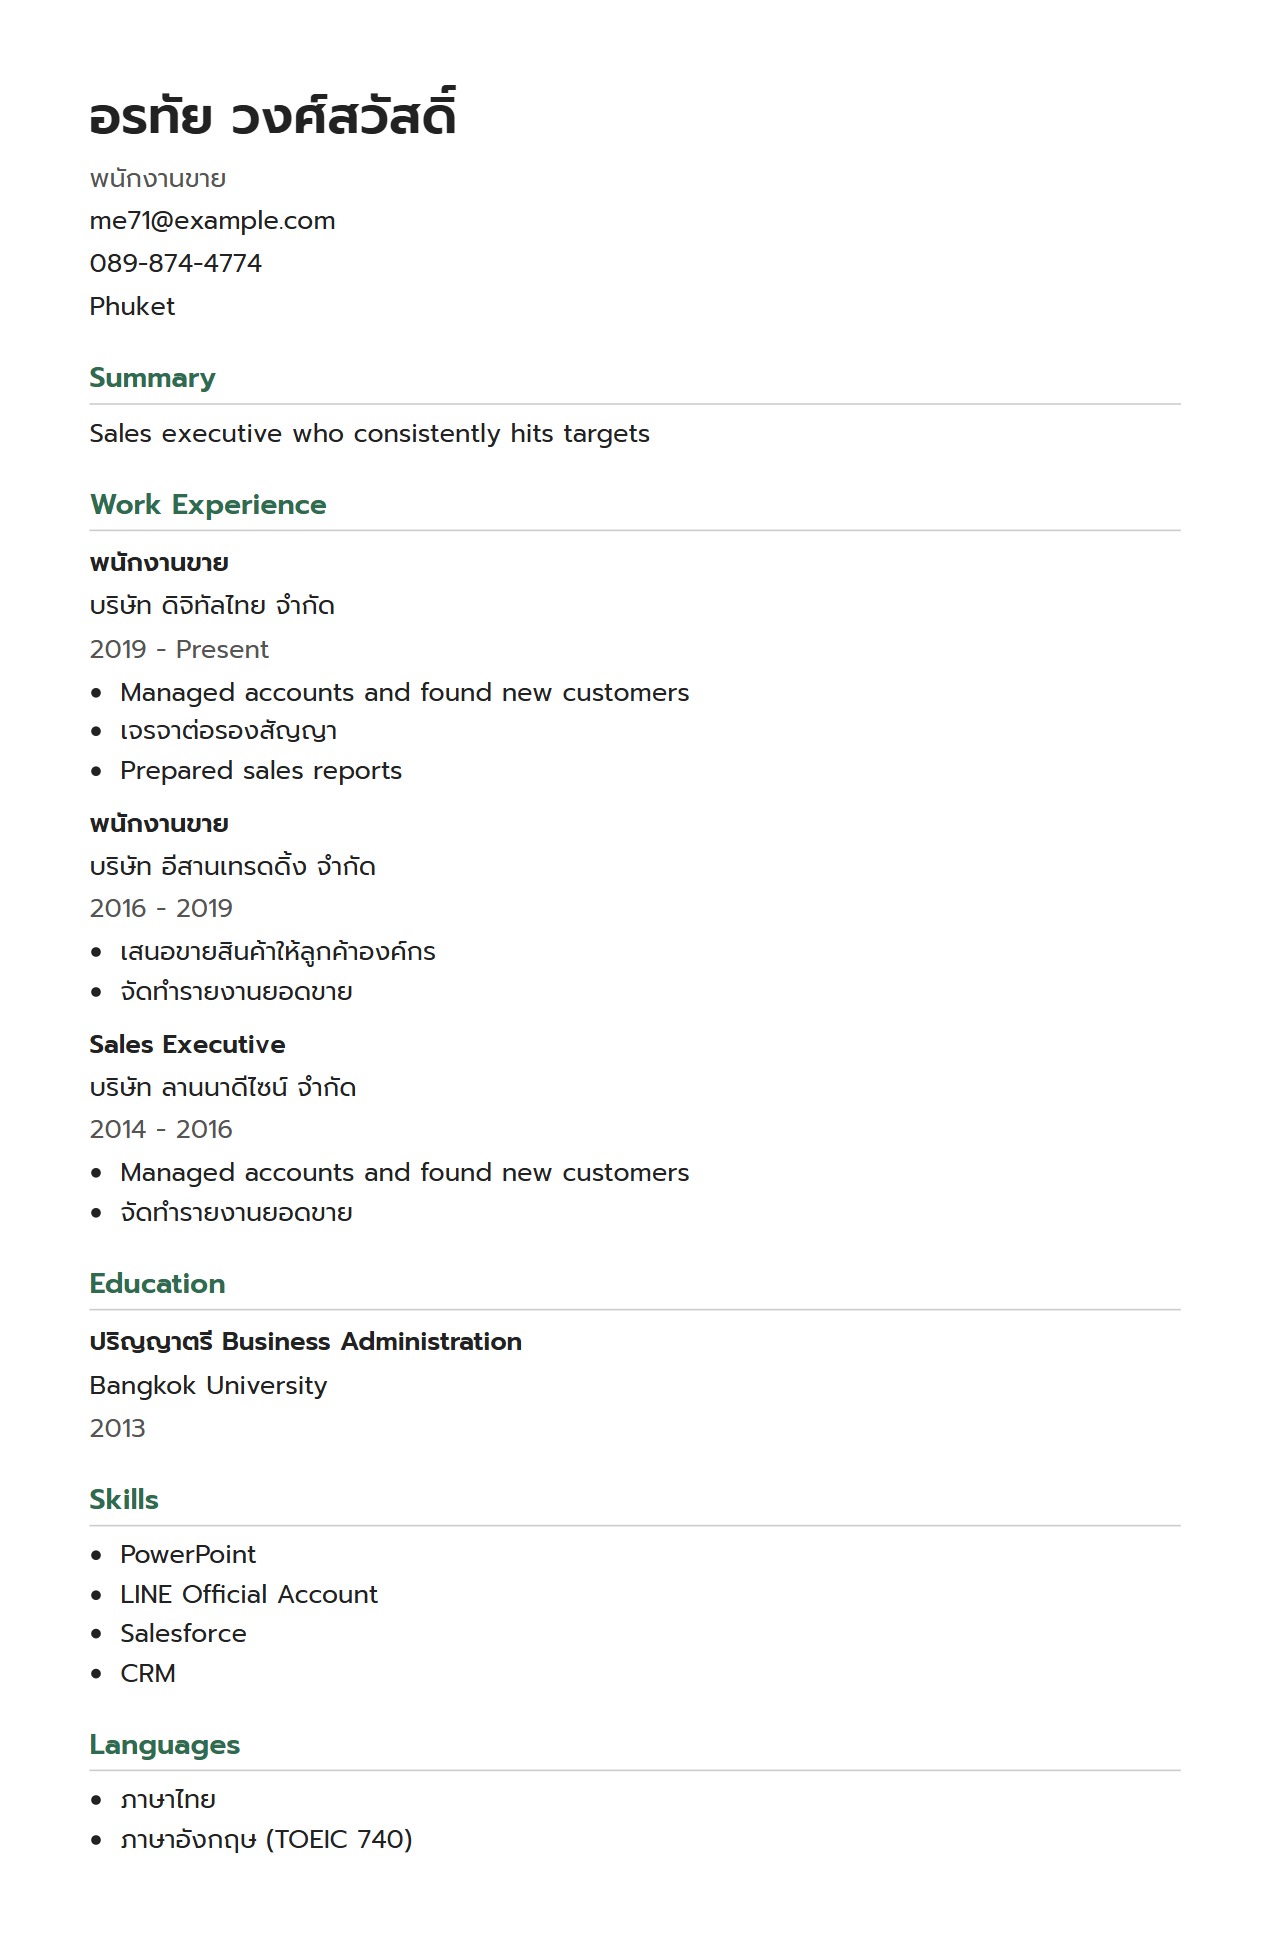 อรทัย วงศ์สวัสดิ์
พนักงานขาย
me71@example.com
089-874-4774
Phuket
Summary
Sales executive who consistently hits targets
Work Experience
พนักงานขาย
บริษัท ดิจิทัลไทย จำกัด
2019 - Present
• Managed accounts and found new customers
• เจรจาต่อรองสัญญา
• Prepared sales reports
พนักงานขาย
บริษัท อีสานเทรดดิ้ง จำกัด
2016 - 2019
• เสนอขายสินค้าให้ลูกค้าองค์กร
• จัดทำรายงานยอดขาย
Sales Executive
บริษัท ลานนาดีไซน์ จำกัด
2014 - 2016
• Managed accounts and found new customers
• จัดทำรายงานยอดขาย
Education
ปริญญาตรี Business Administration
Bangkok University
2013
Skills
• PowerPoint
• LINE Official Account
• Salesforce
• CRM
Languages
• ภาษาไทย
• ภาษาอังกฤษ (TOEIC 740)